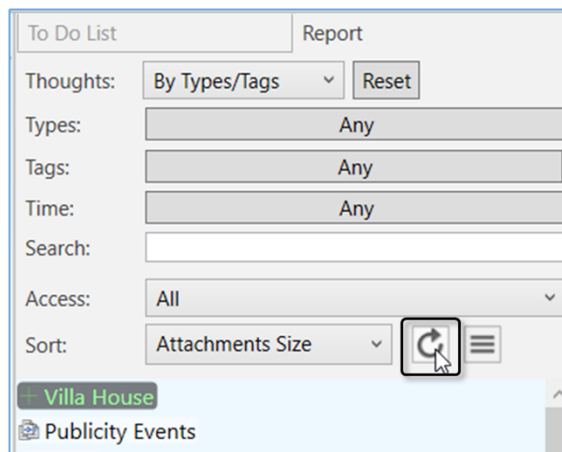 To Do List Report
Thoughts: By Types/Tags Reset
Types: Any
Tags: Any
Time: Any
Search:
Access: All
Sort: Attachments Size
+ Villa House
Publicity Events